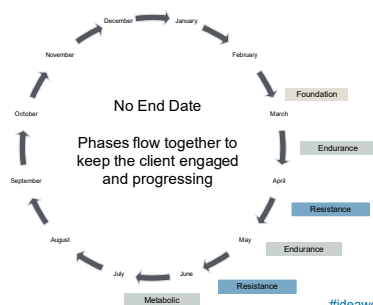 December
January
November
February
Foundation
October
No End Date
March
Phases flow together to
keep the client engaged
and progressing
Endurance
September
April
Resistance
August
May
Endurance
July
June
Resistance
Metabolic